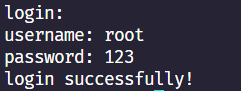 login:
username: root
password: 123
login successfully!